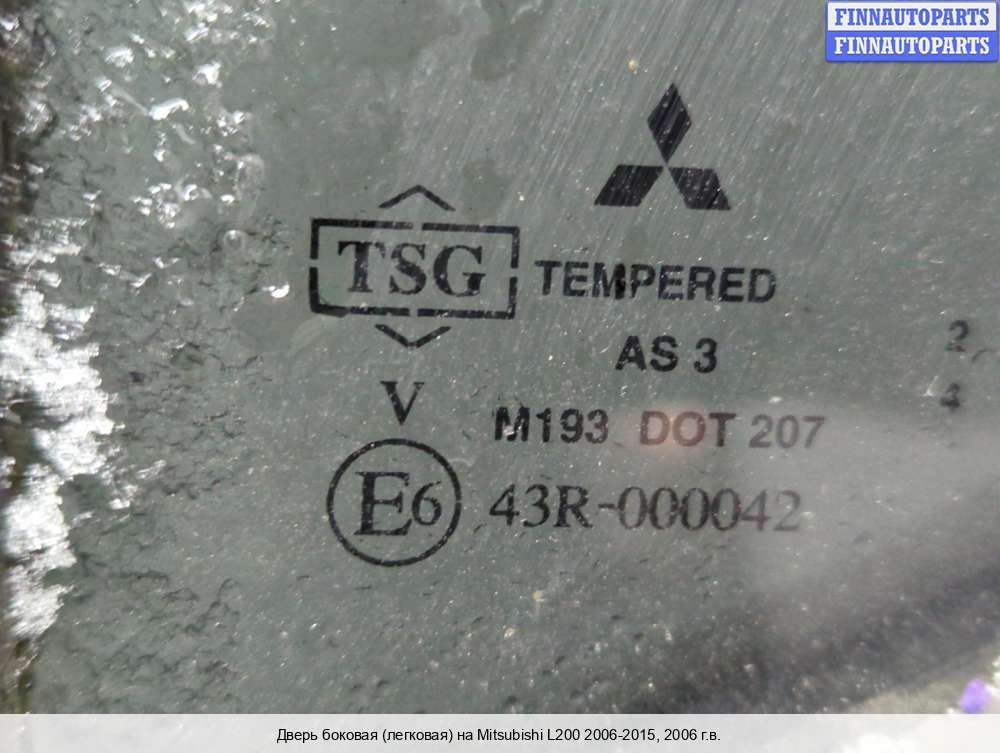 FINNAUTOPARTS
FINNAUTOPARTS
TSG
TEMPERED
AS 3
2
4
V
M193 DOT 207
E6 43R-000042
Дверь боковая (легковая) на Mitsubishi L200 2006-2015, 2006 г.в.